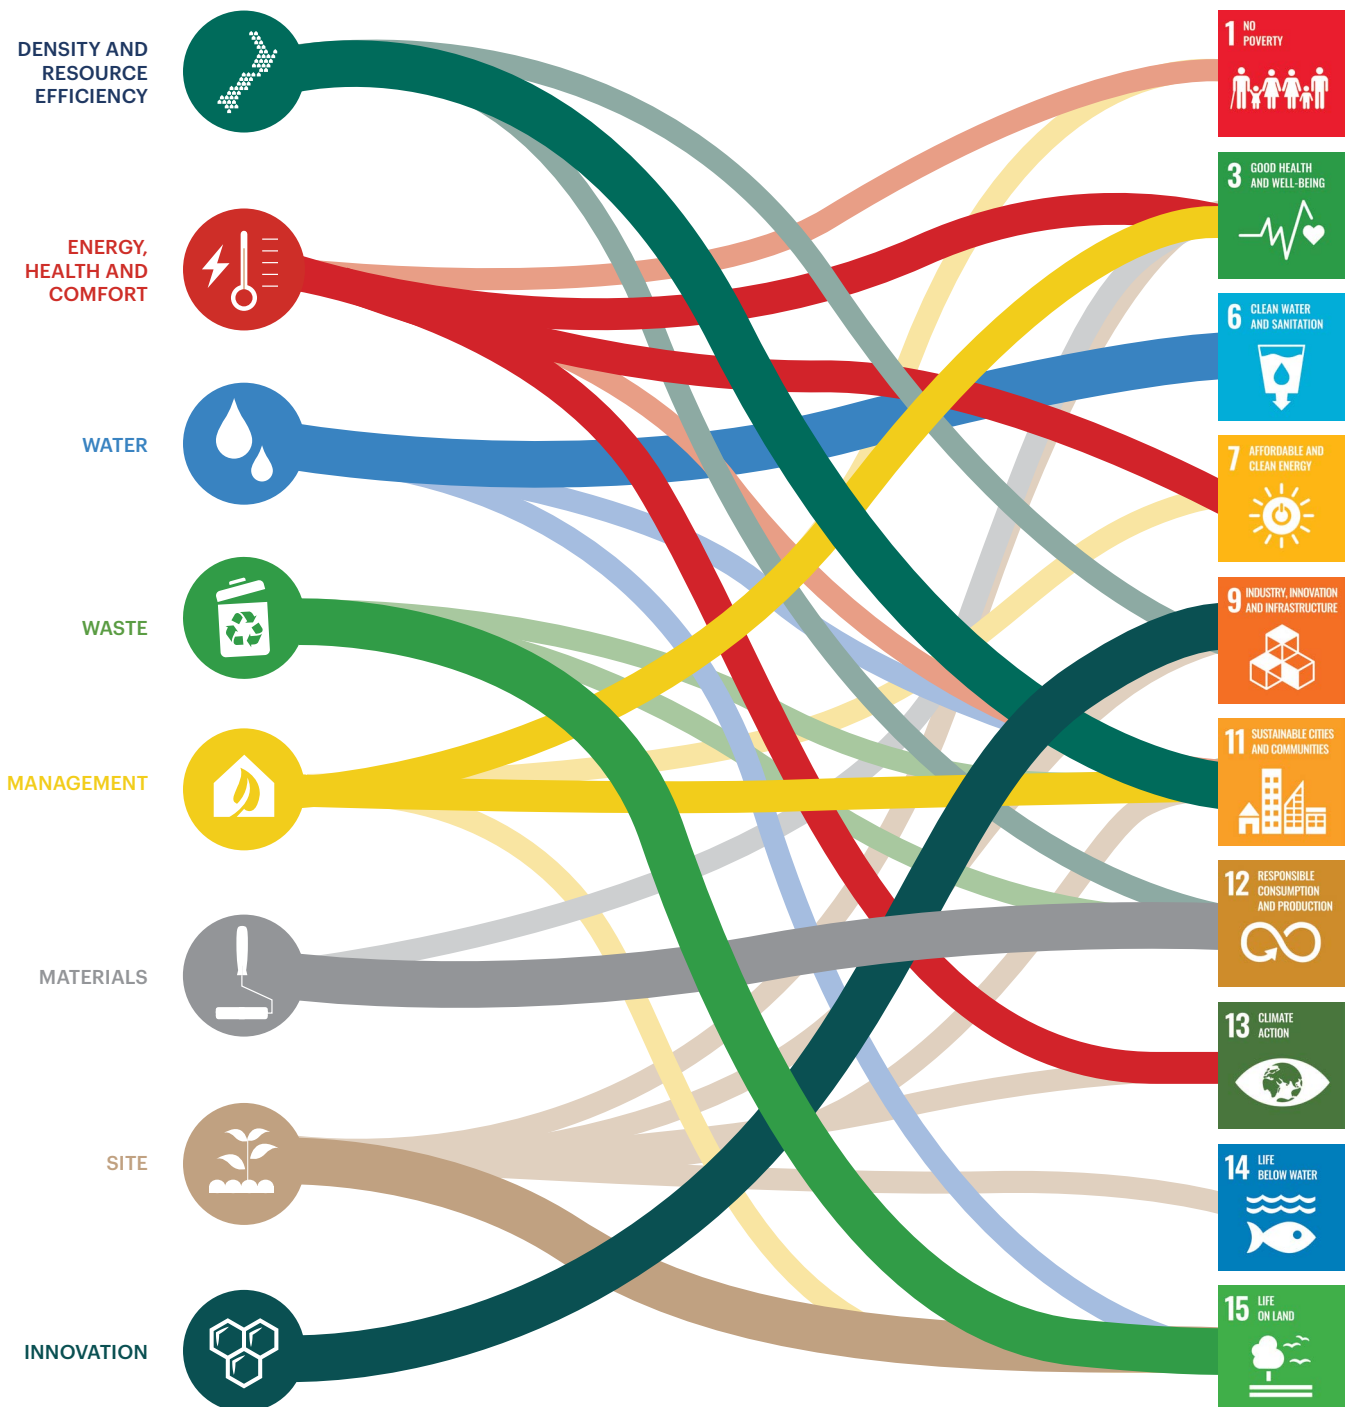 DENSITY AND
RESOURCE
EFFICIENCY
ENERGY,
HEALTH AND
COMFORT
WATER
WASTE
MANAGEMENT
MATERIALS
SITE
INNOVATION
1 NO
POVERTY
3 GOOD HEALTH
AND WELL-BEING
6 CLEAN WATER
AND SANITATION
7 AFFORDABLE AND
CLEAN ENERGY
9 INDUSTRY, INNOVATION
AND INFRASTRUCTURE
11 SUSTAINABLE CITIES
AND COMMUNITIES
12 RESPONSIBLE
CONSUMPTION
AND PRODUCTION
13 CLIMATE
ACTION
14 LIFE
BELOW WATER
15 LIFE
ON LAND